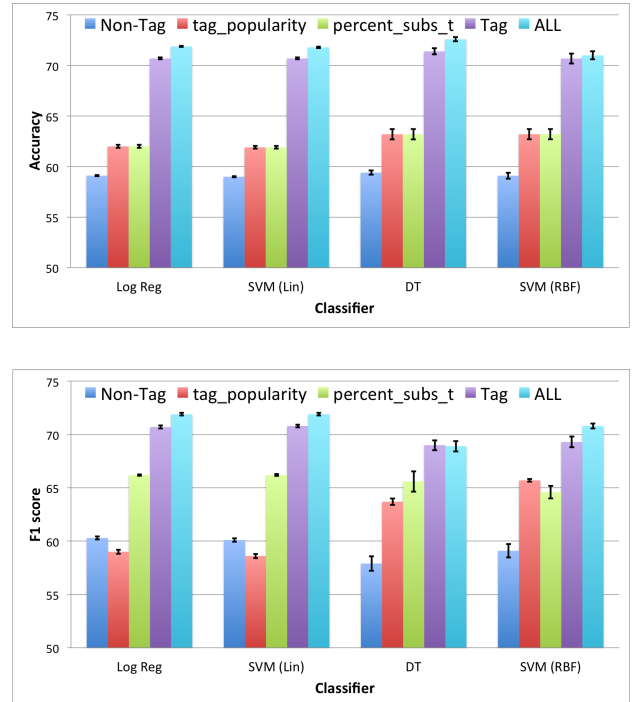 75
Non-Tag tag_popularity percent_subs_t Tag ALL
70
65
60
55
50
Accuracy
Log Reg SVM (Lin) DT SVM (RBF)
Classifier
75
Non-Tag tag_popularity percent_subs_t Tag ALL
70
65
60
55
50
F1 score
Log Reg SVM (Lin) DT SVM (RBF)
Classifier